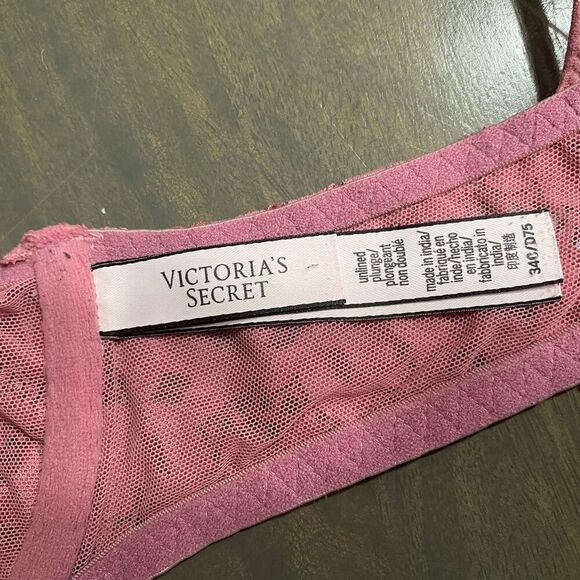 VICTORIA'S
SECRET
unlined
plunge/
plongeant
non doublé
made in india/
fabriqué en
inde/hecho
en india/
fabbricato in
india/
印度制造
34C/D75